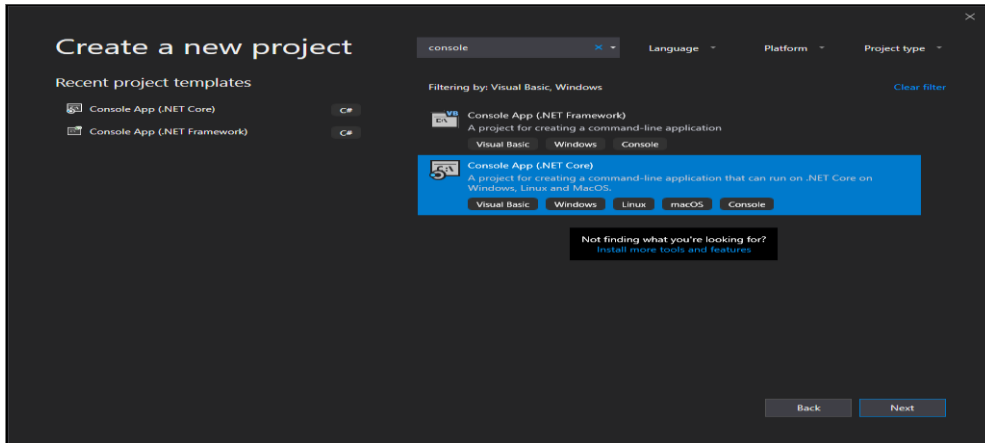 Create a new project
Recent project templates
Console App (.NET Core)
C#
Console App (.NET Framework)
C#
console
Language
Platform
Project type
Filtering by: Visual Basic, Windows
Clear filter
VB
C:\
Console App (.NET Framework)
A project for creating a command-line application
Visual Basic Windows Console
Console App (.NET Core)
A project for creating a command-line application that can run on .NET Core on
Windows, Linux and MacOS.
Visual Basic Windows Linux macOS Console
Not finding what you're looking for?
Install more tools and features
Back
Next